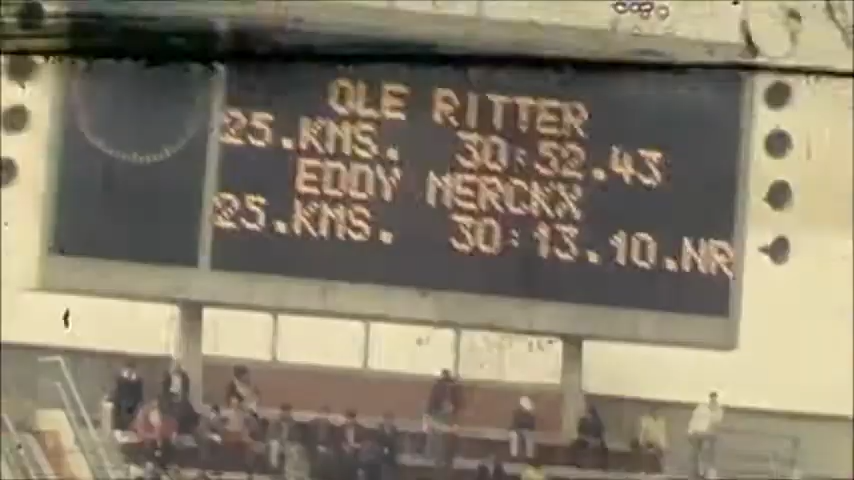 OLE RITTER
25.KMS. 30:52.43
EDDY MERCKX
25.KMS. 30:13.10.NR